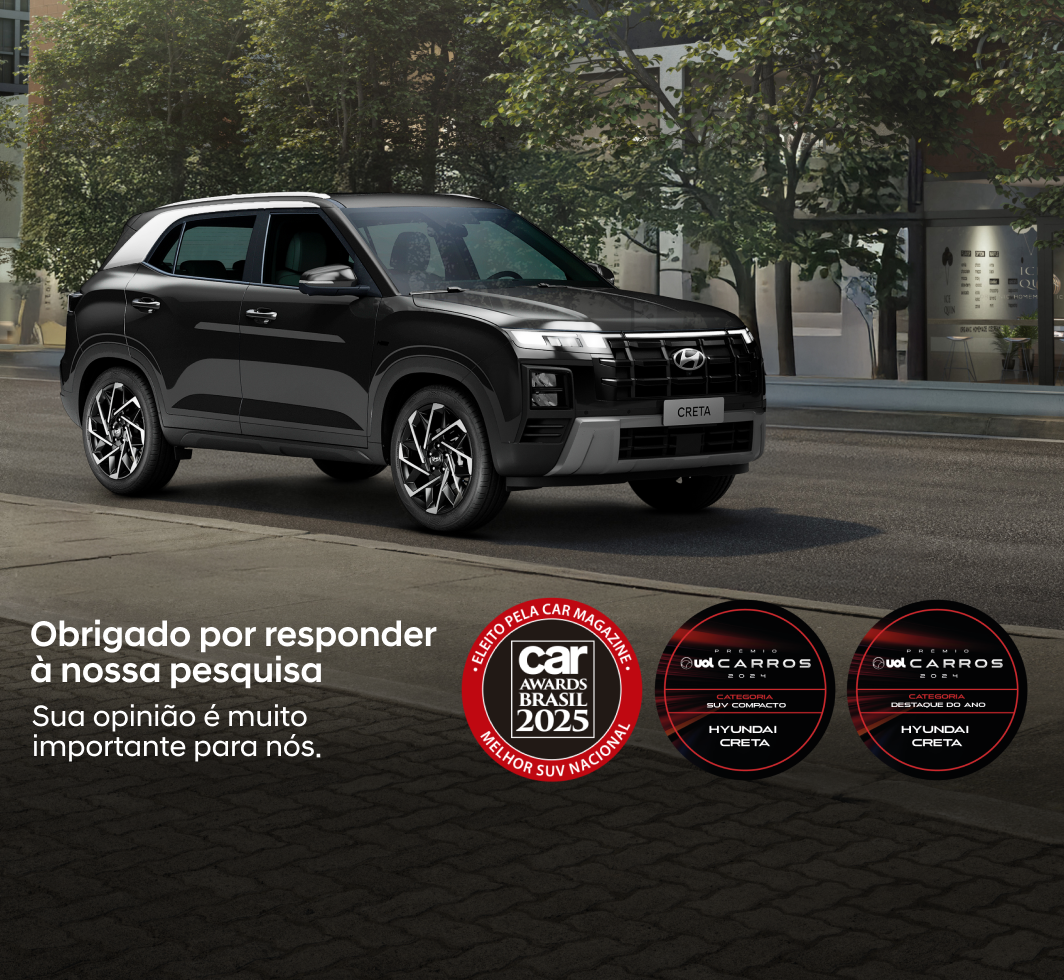 CRETA
Obrigado por responder
à nossa pesquisa
Sua opinião é muito
importante para nós.
• ELEITO PELA CAR MAGAZINE •
car
AWARDS
BRASIL
2025
MELHOR SUV NACIONAL
PRÊMIO
uol CARROS
2024
CATEGORIA
SUV COMPACTO
HYUNDAI
CRETA
PRÊMIO
uol CARROS
2024
CATEGORIA
DESTAQUE DO ANO
HYUNDAI
CRETA